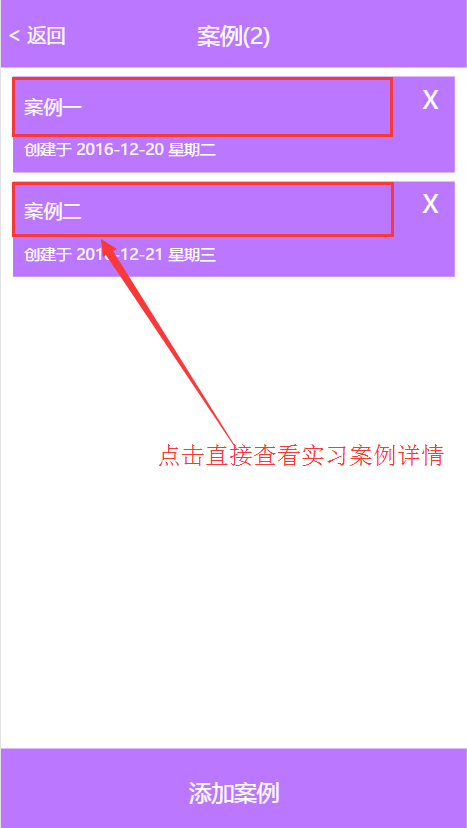 < 返回 案例(2)
案例一 X
创建于 2016-12-20 星期二
案例二 X
创建于 2016-12-21 星期三
点击直接查看实习案例详情
添加案例